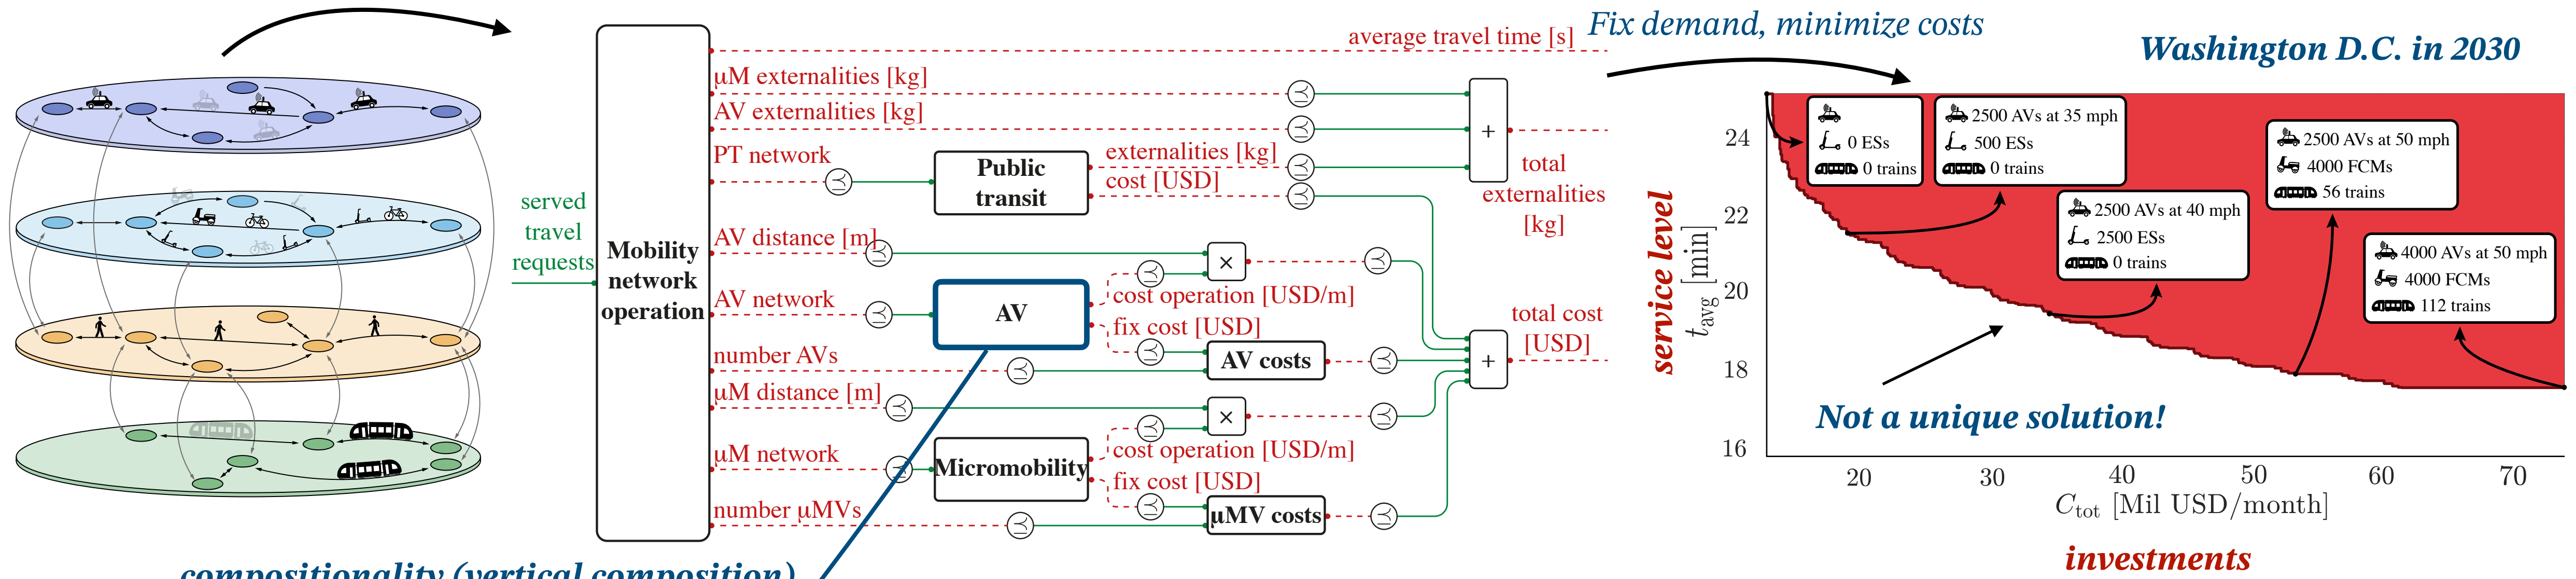 Fix demand, minimize costs
Washington D.C. in 2030
served
travel
requests
Mobility
network
operation
average travel time [s]
μM externalities [kg]
AV externalities [kg]
PT network
Public
transit
externalities [kg]
cost [USD]
+
total
externalities
[kg]
AV distance [m]
×
AV network
AV
cost operation [USD/m]
fix cost [USD]
number AVs
AV costs
+
total cost
[USD]
μM distance [m]
×
μM network
Micromobility
cost operation [USD/m]
fix cost [USD]
number μMVs
μMV costs
compositionality (vertical composition)
service level
tavg [min]
24
22
20
18
16
0 ESs
0 trains
2500 AVs at 35 mph
500 ESs
0 trains
2500 AVs at 40 mph
2500 ESs
0 trains
2500 AVs at 50 mph
4000 FCMs
56 trains
4000 AVs at 50 mph
4000 FCMs
112 trains
Not a unique solution!
20 30 40 50 60 70
Ctot [Mil USD/month]
investments